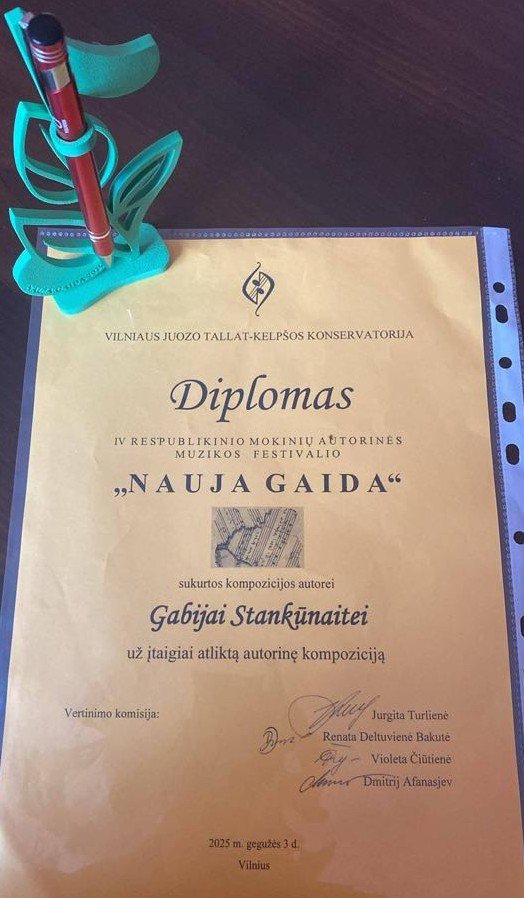 VILNIAUS JUOZO TALLAT-KELPŠOS KONSERVATORIJA
Diplomas
IV RESPUBLIKINIO MOKINIŲ AUTORINĖS
MUZIKOS FESTIVALIO
„NAUJA GAIDA“
sukurtos kompozicijos autorei
Gabijai Stankūnaitei
už įtaigiai atliktą autorinę kompoziciją
Vertinimo komisija:
Jurgita Turlienė
Renata Deltuvienė Bakutė
Violeta Čiūtienė
Dmitrij Afanasjev
2025 m. gegužės 3 d.
Vilnius